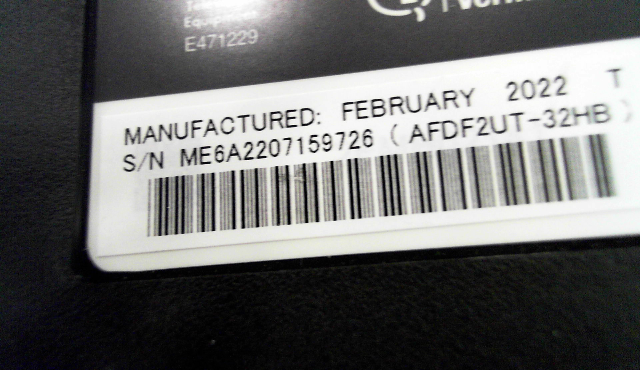 E471229
MANUFACTURED: FEBRUARY 2022 T
S/N ME6A2207159726 ( AFDF2UT-32HB )